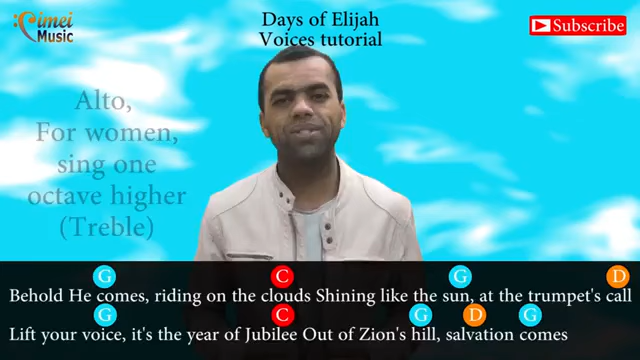 Cimei
Music
Days of Elijah
Voices tutorial
Subscribe
Alto,
For women,
sing one
octave higher
(Treble)
G C G D
Behold He comes, riding on the clouds Shining like the sun, at the trumpet's call
G C G D G
Lift your voice, it's the year of Jubilee Out of Zion's hill, salvation comes